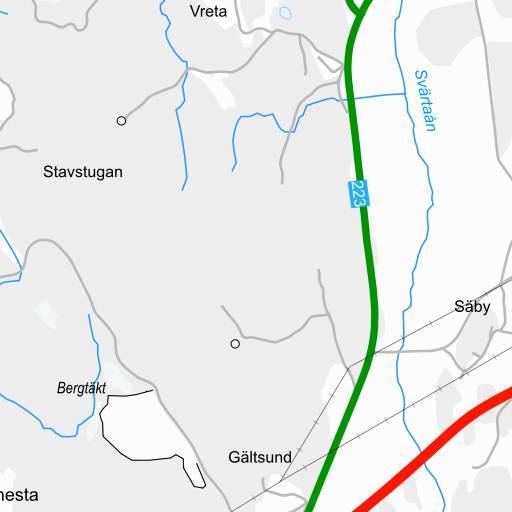 Vreta
Svärtaån
Stavstugan
223
Säby
Bergtäkt
Gältsund
nesta